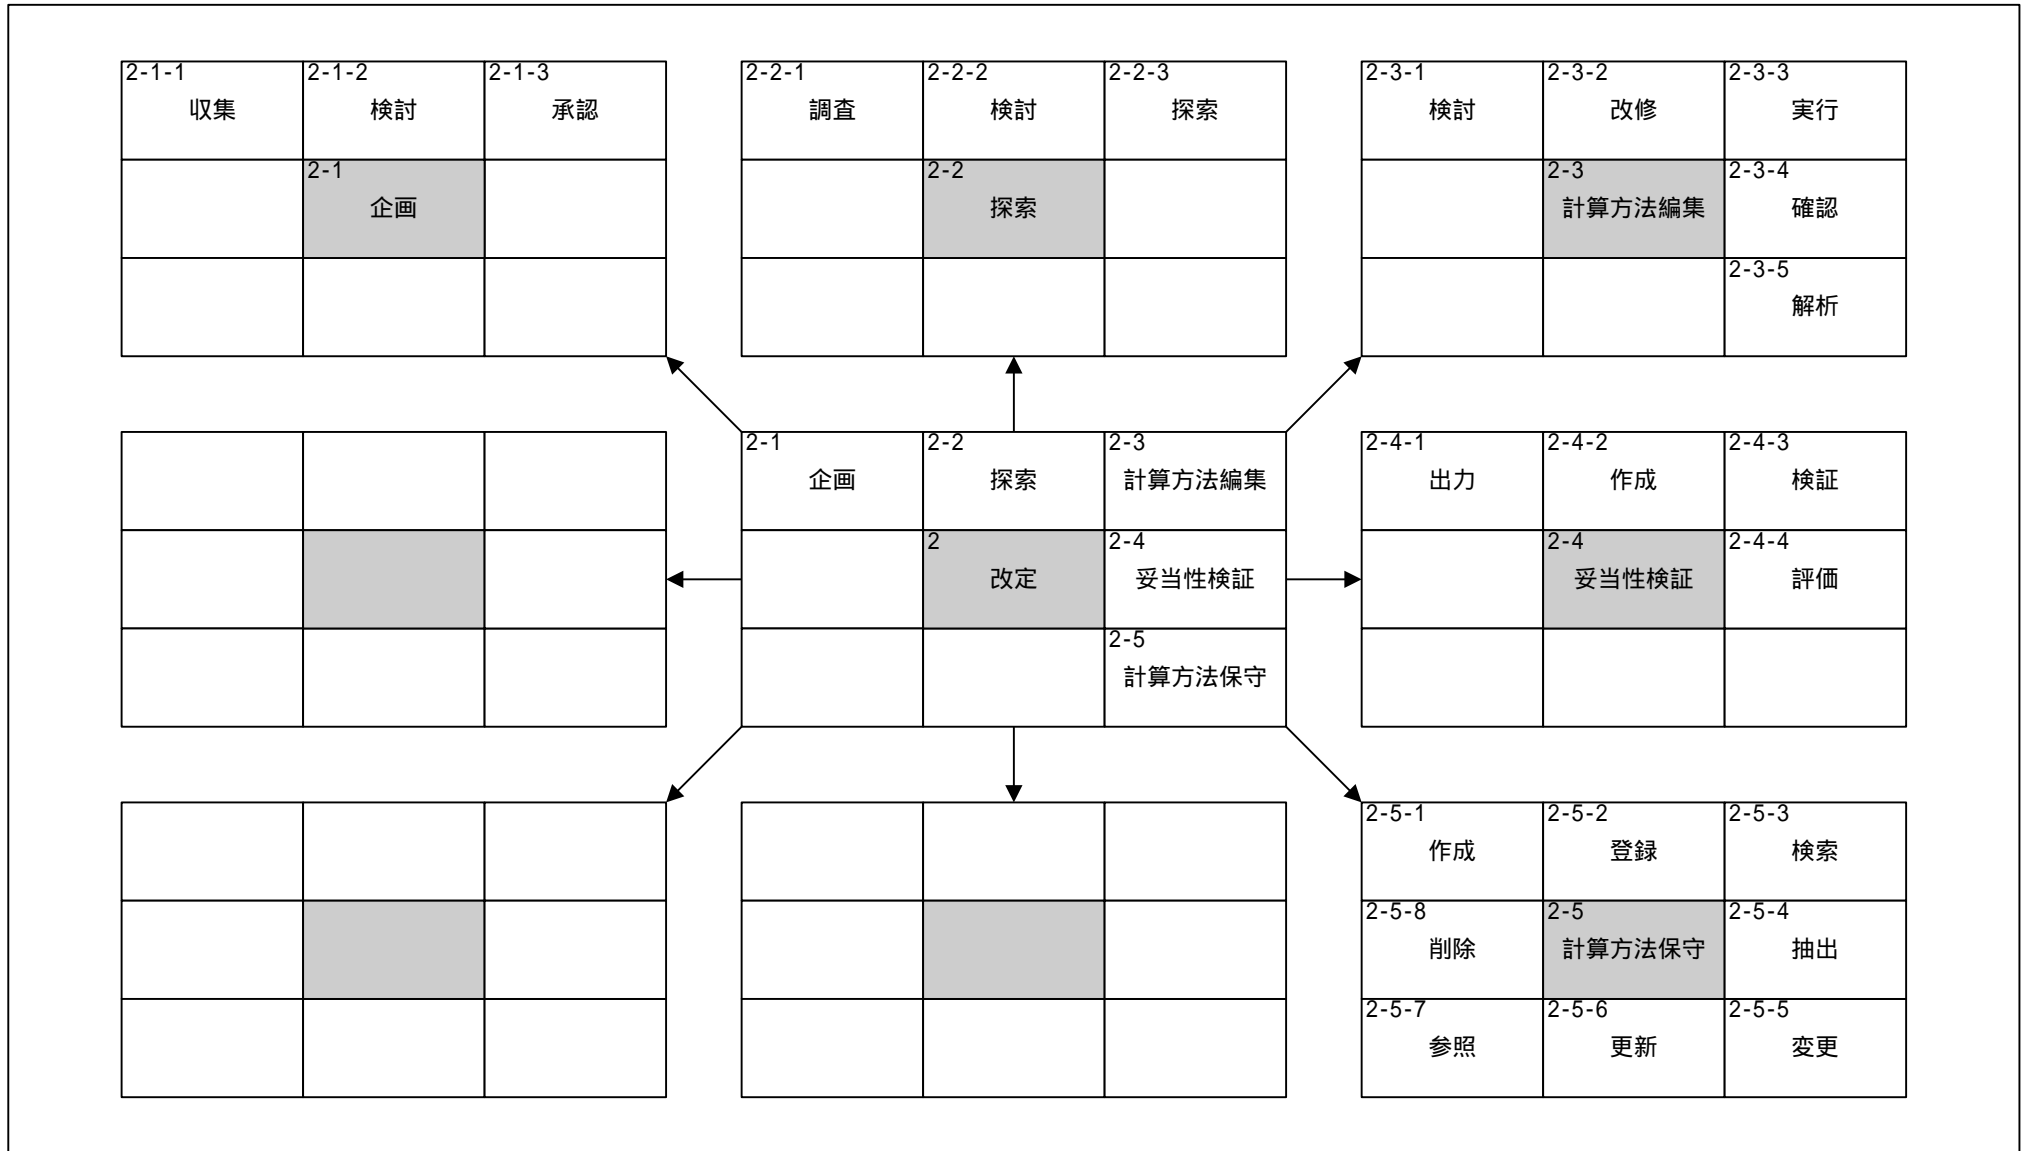 2-1-1 2-1-2 2-1-3
収集 検討 承認
2-1
企画
2-2-1 2-2-2 2-2-3
調査 検討 探索
2-2
探索
2-3-1 2-3-2 2-3-3
検討 改修 実行
2-3 2-3-4
計算方法編集 確認
2-3-5
解析
2-1 2-2 2-3
企画 探索 計算方法編集
2 2-4
改定 妥当性検証
2-5
計算方法保守
2-4-1 2-4-2 2-4-3
出力 作成 検証
2-4 2-4-4
妥当性検証 評価
2-5-1 2-5-2 2-5-3
作成 登録 検索
2-5-8 2-5 2-5-4
削除 計算方法保守 抽出
2-5-7 2-5-6 2-5-5
参照 更新 変更